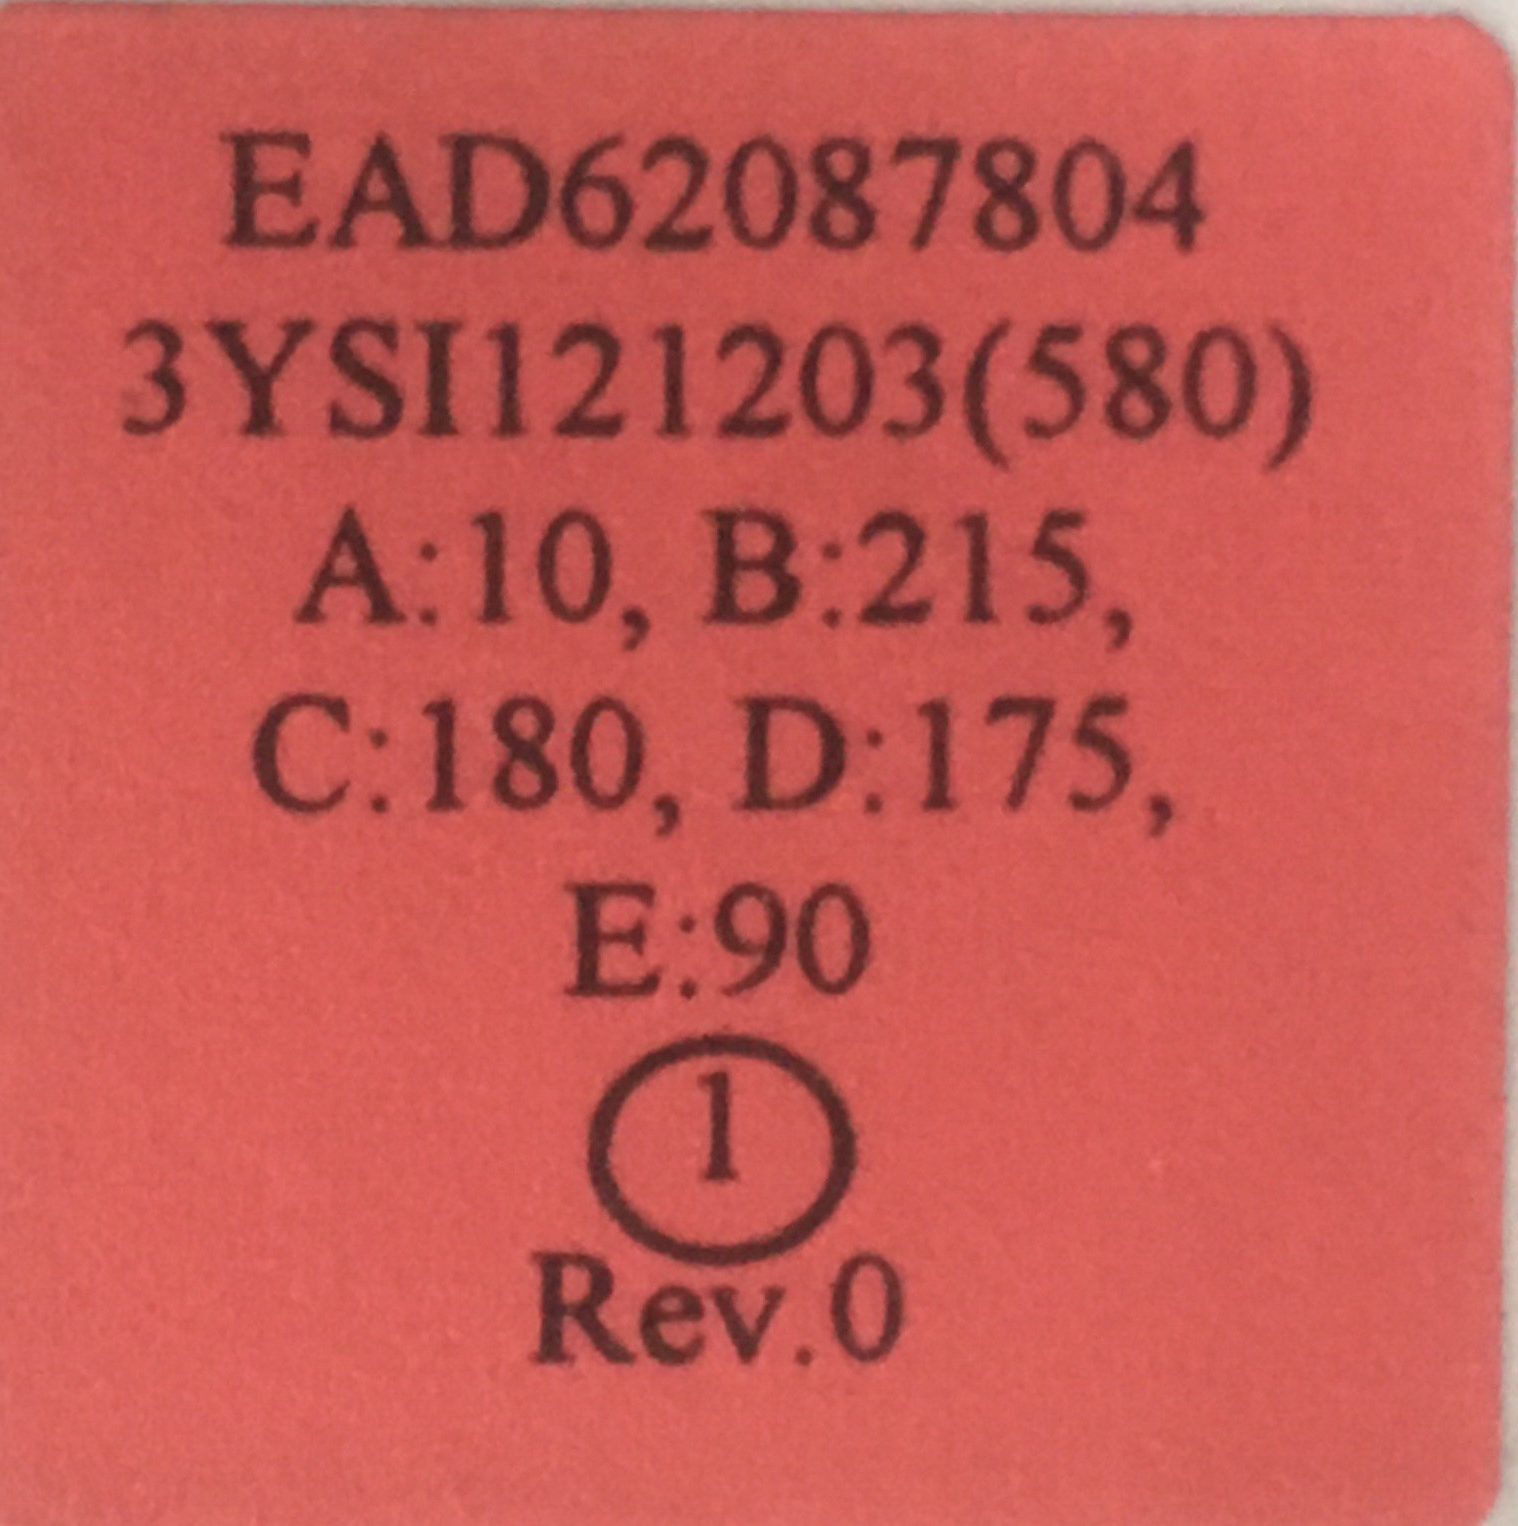 EAD62087804
3YSI121203(580)
A:10, B:215,
C:180, D:175,
E:90
1
Rev.0